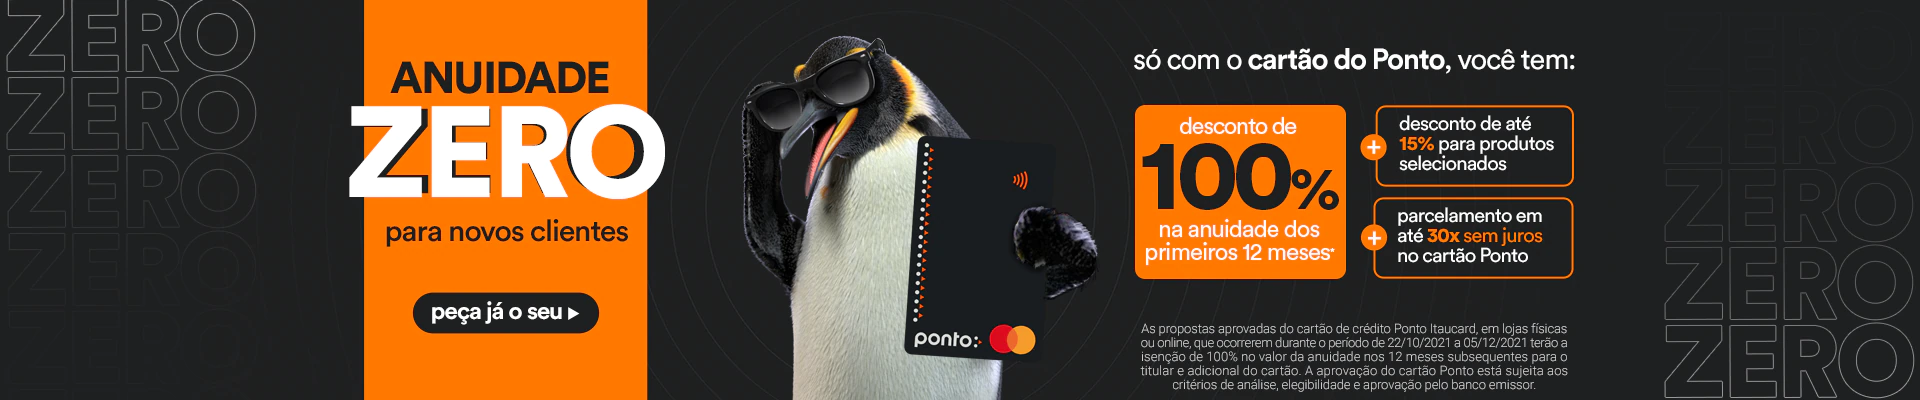 ZERO
ZERO
ZERO
ZERO
ZERO
ANUIDADE
ZERO
para novos clientes
peça já o seu
ponto:
só com o cartão do Ponto, você tem:
desconto de
100%
na anuidade dos
primeiros 12 meses*
+
desconto de até
15% para produtos
selecionados
+
parcelamento em
até 30x sem juros
no cartão Ponto
As propostas aprovadas do cartão de crédito Ponto Itaucard, em lojas físicas
ou online, que ocorrerem durante o período de 22/10/2021 a 05/12/2021 terão a
isenção de 100% no valor da anuidade nos 12 meses subsequentes para o
titular e adicional do cartão. A aprovação do cartão Ponto está sujeita aos
critérios de análise, elegibilidade e aprovação pelo banco emissor.
ZERO
ZERO
ZERO
ZERO
ZERO